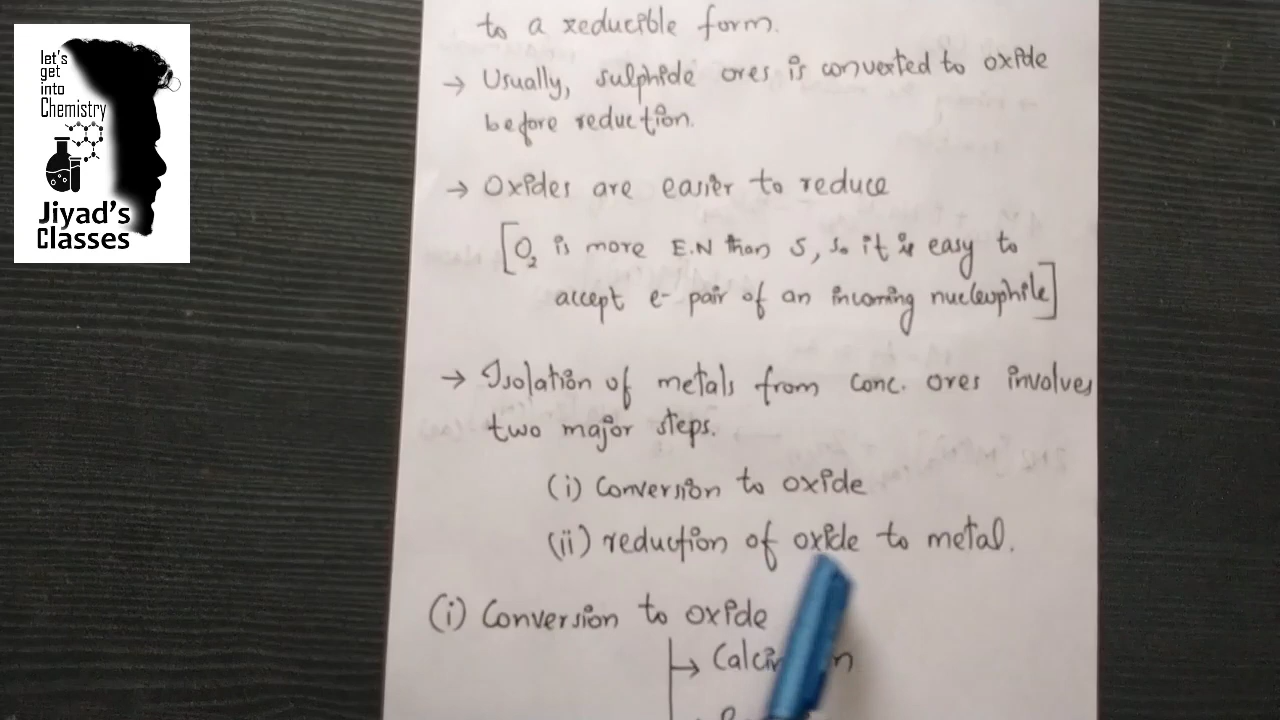 let's
get
into
Chemistry
Jiyad's
Classes
to a reducible form.
→ Usually, sulphide ores is converted to oxide
before reduction.
→ Oxides are easier to reduce
[O₂ is more E.N than S, so it is easy to
accept e- pair of an incoming nucleophile]
→ Isolation of metals from conc. ores involves
two major steps.
(i) Conversion to oxide
(ii) reduction of oxide to metal.
(i) Conversion to oxide